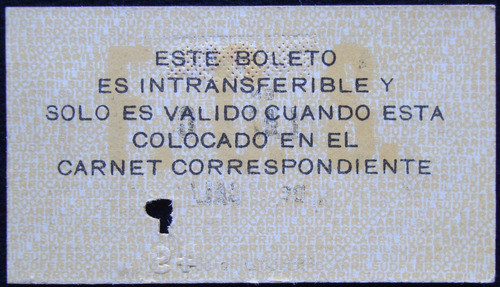 ESTE BOLETO
ES INTRANSFERIBLE Y
SOLO ES VALIDO CUANDO ESTA
COLOCADO EN EL
CARNET CORRESPONDIENTE